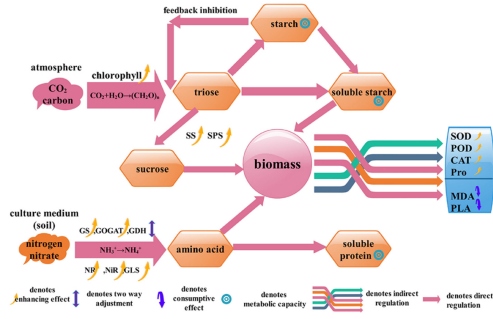 feedback inhibition
starch
atmosphere
chlorophyll
CO₂
carbon
CO₂+H₂O→(CH₂O)ₙ
triose
soluble starch
SS SPS
sucrose
biomass
SOD
POD
CAT
Pro
MDA
PLA
culture medium
(soil)
nitrogen
nitrate
GS ,GOGAT ,GDH
NH₃⁺→NH₄⁺
NR ,NiR ,GLS
amino acid
soluble
protein
denotes
enhancing effect
denotes two way
adjustment
denotes
consumptive
effect
denotes
metabolic capacity
denotes indirect
regulation
denotes direct
regulation